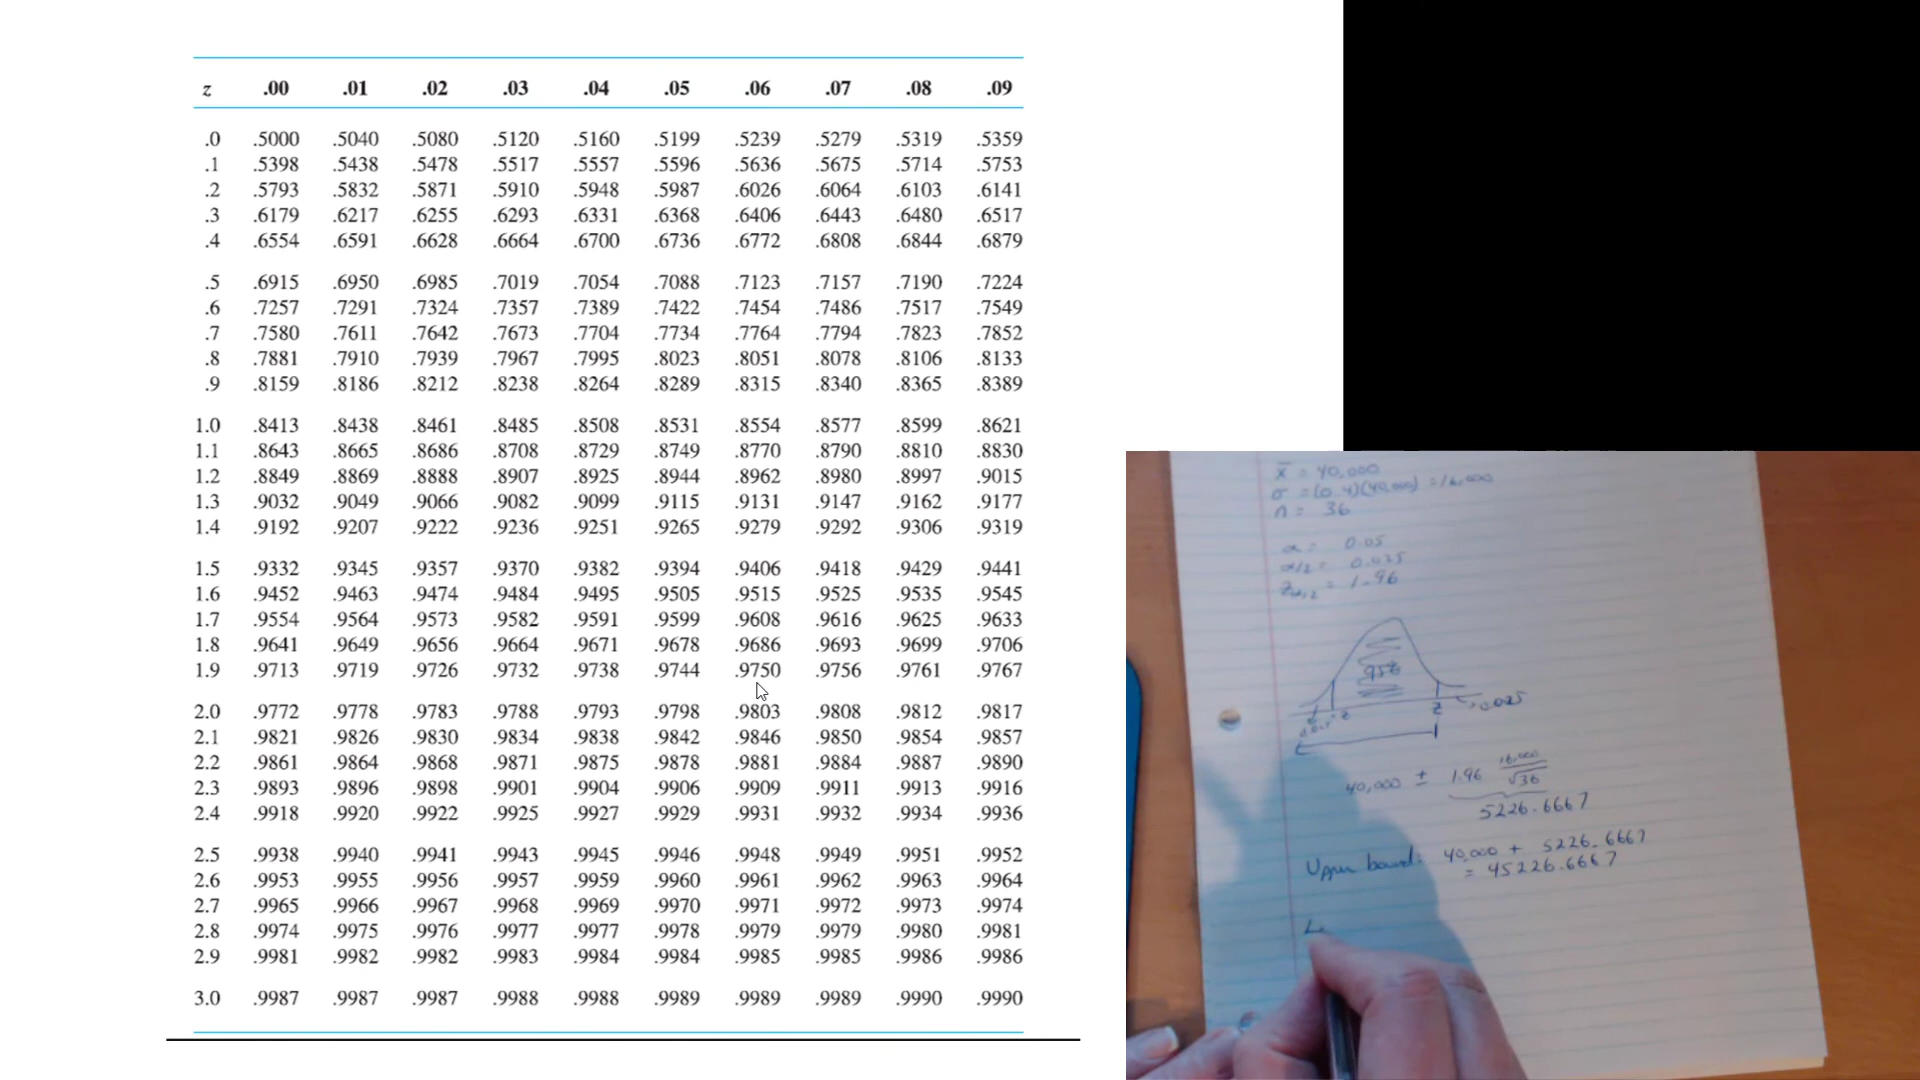 z .00 .01 .02 .03 .04 .05 .06 .07 .08 .09
.0 .5000 .5040 .5080 .5120 .5160 .5199 .5239 .5279 .5319 .5359
.1 .5398 .5438 .5478 .5517 .5557 .5596 .5636 .5675 .5714 .5753
.2 .5793 .5832 .5871 .5910 .5948 .5987 .6026 .6064 .6103 .6141
.3 .6179 .6217 .6255 .6293 .6331 .6368 .6406 .6443 .6480 .6517
.4 .6554 .6591 .6628 .6664 .6700 .6736 .6772 .6808 .6844 .6879
.5 .6915 .6950 .6985 .7019 .7054 .7088 .7123 .7157 .7190 .7224
.6 .7257 .7291 .7324 .7357 .7389 .7422 .7454 .7486 .7517 .7549
.7 .7580 .7611 .7642 .7673 .7704 .7734 .7764 .7794 .7823 .7852
.8 .7881 .7910 .7939 .7967 .7995 .8023 .8051 .8078 .8106 .8133
.9 .8159 .8186 .8212 .8238 .8264 .8289 .8315 .8340 .8365 .8389
1.0 .8413 .8438 .8461 .8485 .8508 .8531 .8554 .8577 .8599 .8621
1.1 .8643 .8665 .8686 .8708 .8729 .8749 .8770 .8790 .8810 .8830
1.2 .8849 .8869 .8888 .8907 .8925 .8944 .8962 .8980 .8997 .9015
1.3 .9032 .9049 .9066 .9082 .9099 .9115 .9131 .9147 .9162 .9177
1.4 .9192 .9207 .9222 .9236 .9251 .9265 .9279 .9292 .9306 .9319
1.5 .9332 .9345 .9357 .9370 .9382 .9394 .9406 .9418 .9429 .9441
1.6 .9452 .9463 .9474 .9484 .9495 .9505 .9515 .9525 .9535 .9545
1.7 .9554 .9564 .9573 .9582 .9591 .9599 .9608 .9616 .9625 .9633
1.8 .9641 .9649 .9656 .9664 .9671 .9678 .9686 .9693 .9699 .9706
1.9 .9713 .9719 .9726 .9732 .9738 .9744 .9750 .9756 .9761 .9767
2.0 .9772 .9778 .9783 .9788 .9793 .9798 .9803 .9808 .9812 .9817
2.1 .9821 .9826 .9830 .9834 .9838 .9842 .9846 .9850 .9854 .9857
2.2 .9861 .9864 .9868 .9871 .9875 .9878 .9881 .9884 .9887 .9890
2.3 .9893 .9896 .9898 .9901 .9904 .9906 .9909 .9911 .9913 .9916
2.4 .9918 .9920 .9922 .9925 .9927 .9929 .9931 .9932 .9934 .9936
2.5 .9938 .9940 .9941 .9943 .9945 .9946 .9948 .9949 .9951 .9952
2.6 .9953 .9955 .9956 .9957 .9959 .9960 .9961 .9962 .9963 .9964
2.7 .9965 .9966 .9967 .9968 .9969 .9970 .9971 .9972 .9973 .9974
2.8 .9974 .9975 .9976 .9977 .9977 .9978 .9979 .9979 .9980 .9981
2.9 .9981 .9982 .9982 .9983 .9984 .9984 .9985 .9985 .9986 .9986
3.0 .9987 .9987 .9987 .9988 .9988 .9989 .9989 .9989 .9990 .9990
x̄ = 40,000
σ = (0.4)(40,000) = 16,000
n = 36
α = 0.05
α/2 = 0.025
zα/2 = 1.96
95%
-z z 0.025
40,000 ± 1.96 16,000/√36
5226.6667
Upper bound: 40,000 + 5226.6667
= 45226.6667
L